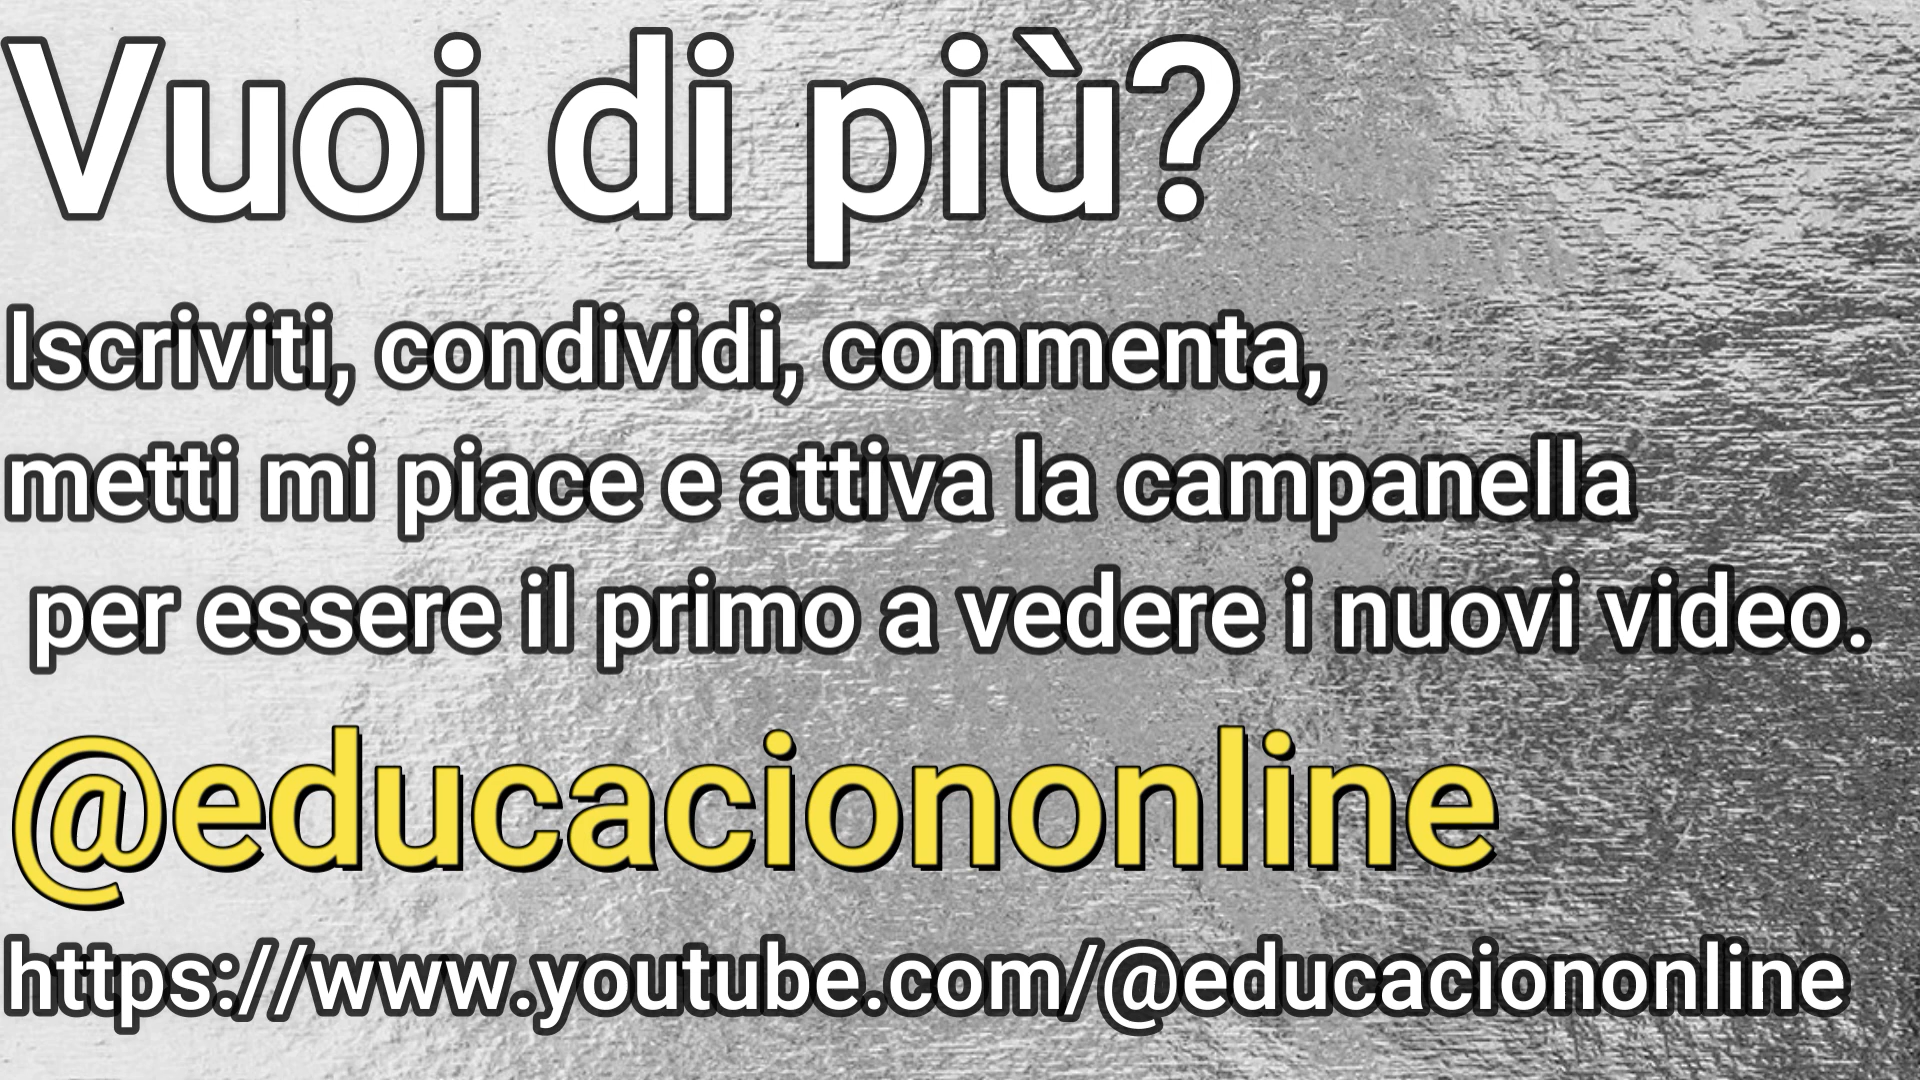 Vuoi di più?
Iscriviti, condividi, commenta,
metti mi piace e attiva la campanella
per essere il primo a vedere i nuovi video.
@educaciononline
https://www.youtube.com/@educaciononline